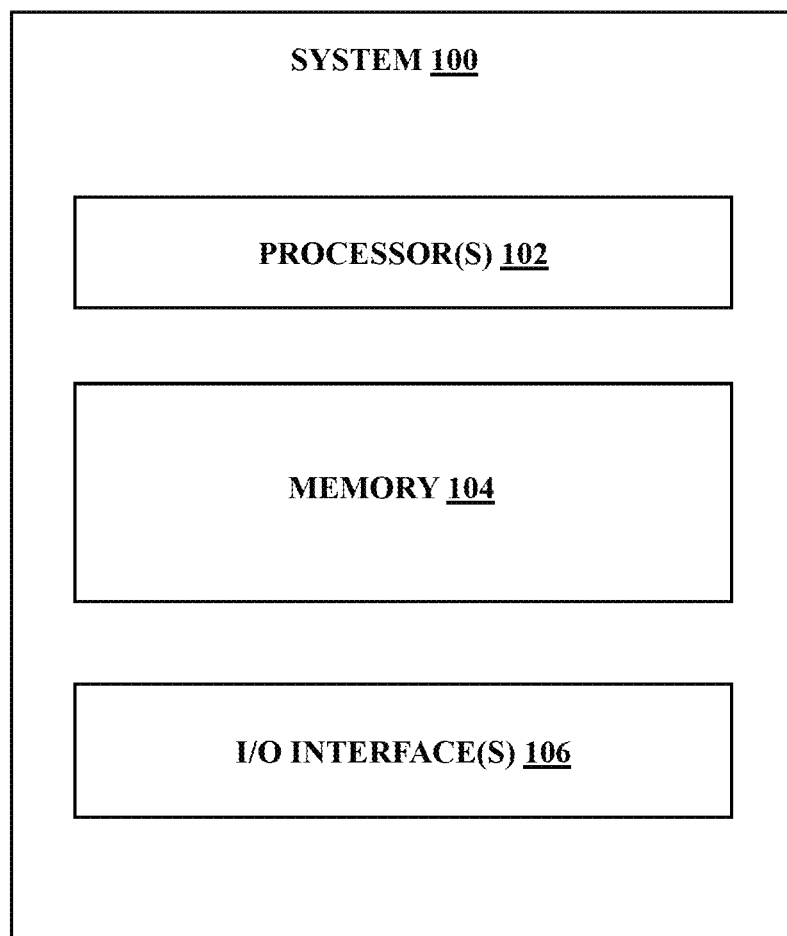 SYSTEM 100
PROCESSOR(S) 102
MEMORY 104
I/O INTERFACE(S) 106